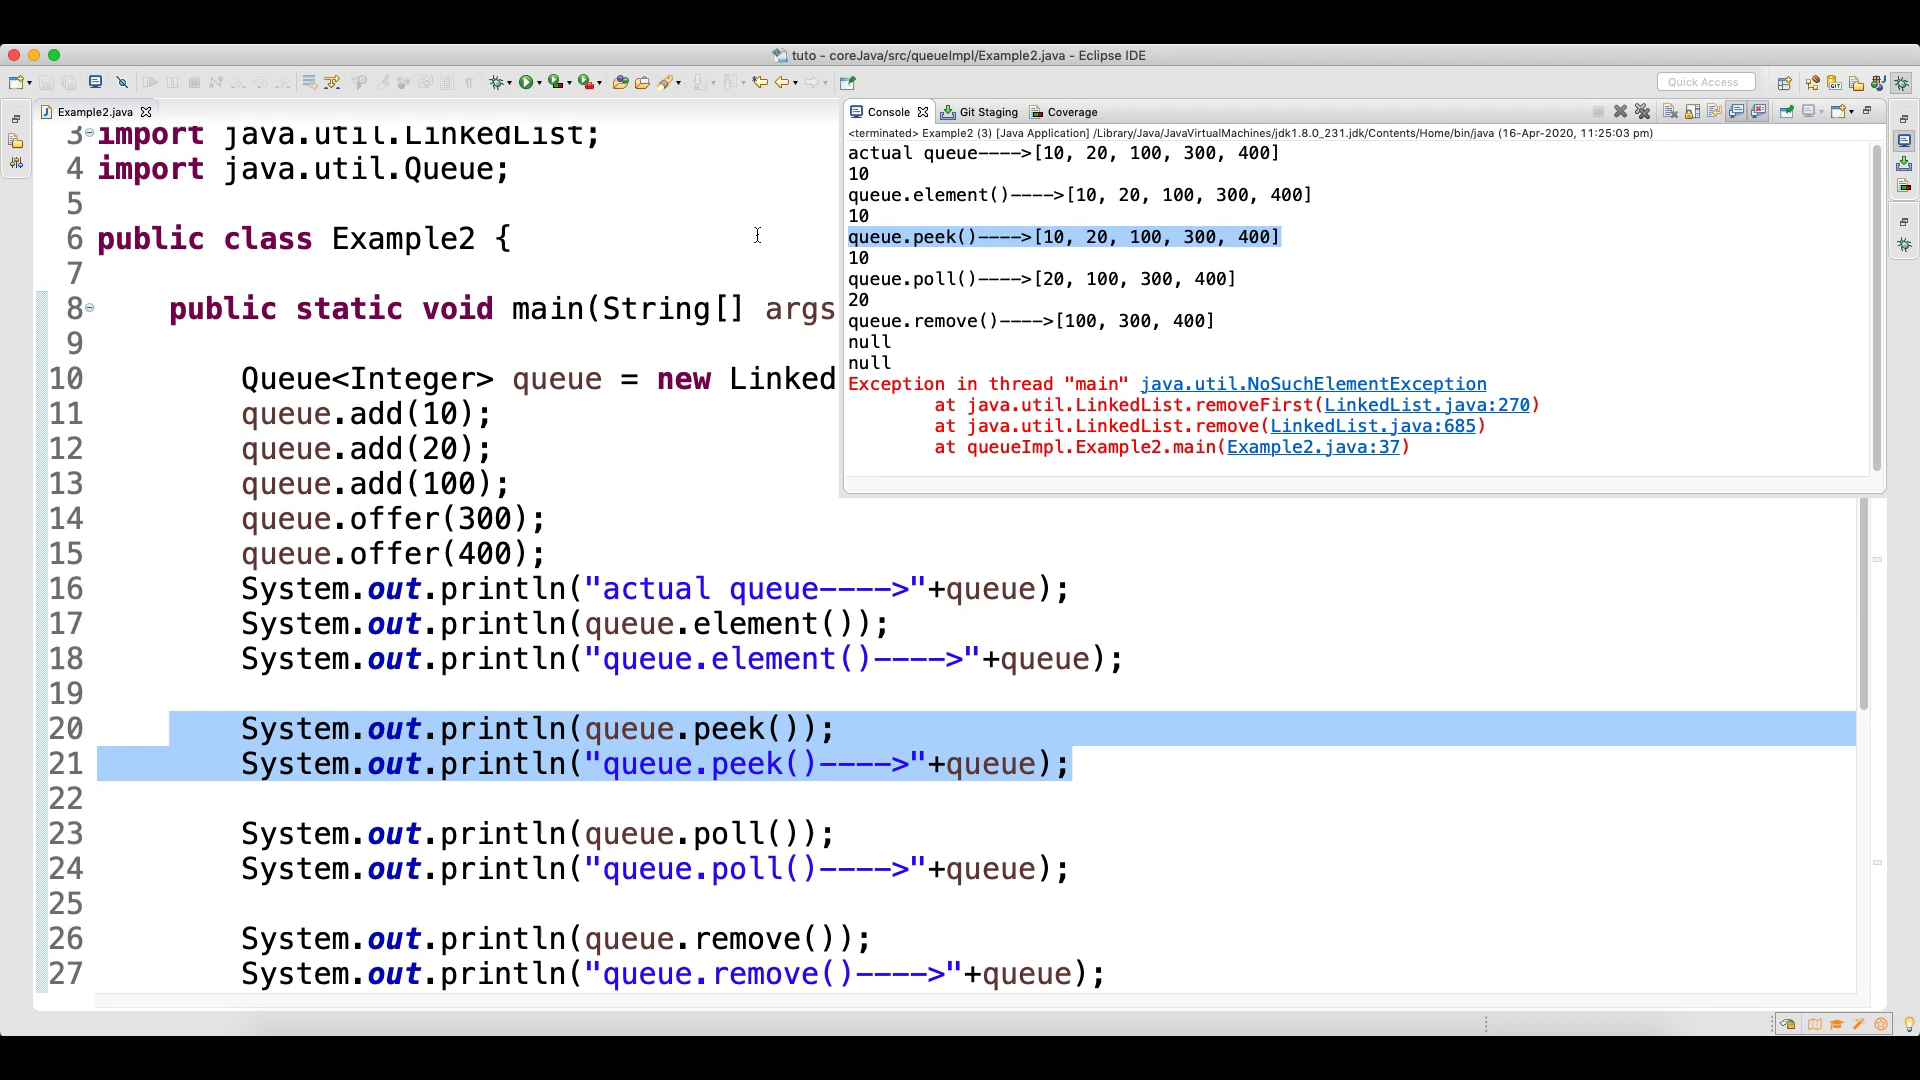 tuto - coreJava/src/queueImpl/Example2.java - Eclipse IDE
Quick Access
Example2.java
3 import java.util.LinkedList;
4 import java.util.Queue;
5
6 public class Example2 {
7
8 public static void main(String[] args
9
10 Queue<Integer> queue = new Linked
11 queue.add(10);
12 queue.add(20);
13 queue.add(100);
14 queue.offer(300);
15 queue.offer(400);
16 System.out.println("actual queue---->"+queue);
17 System.out.println(queue.element());
18 System.out.println("queue.element()---->"+queue);
19
20 System.out.println(queue.peek());
21 System.out.println("queue.peek()---->"+queue);
22
23 System.out.println(queue.poll());
24 System.out.println("queue.poll()---->"+queue);
25
26 System.out.println(queue.remove());
27 System.out.println("queue.remove()---->"+queue);
Console Git Staging Coverage
<terminated> Example2 (3) [Java Application] /Library/Java/JavaVirtualMachines/jdk1.8.0_231.jdk/Contents/Home/bin/java (16-Apr-2020, 11:25:03 pm)
actual queue---->[10, 20, 100, 300, 400]
10
queue.element()---->[10, 20, 100, 300, 400]
10
queue.peek()---->[10, 20, 100, 300, 400]
10
queue.poll()---->[20, 100, 300, 400]
20
queue.remove()---->[100, 300, 400]
null
null
Exception in thread "main" java.util.NoSuchElementException
at java.util.LinkedList.removeFirst(LinkedList.java:270)
at java.util.LinkedList.remove(LinkedList.java:685)
at queueImpl.Example2.main(Example2.java:37)